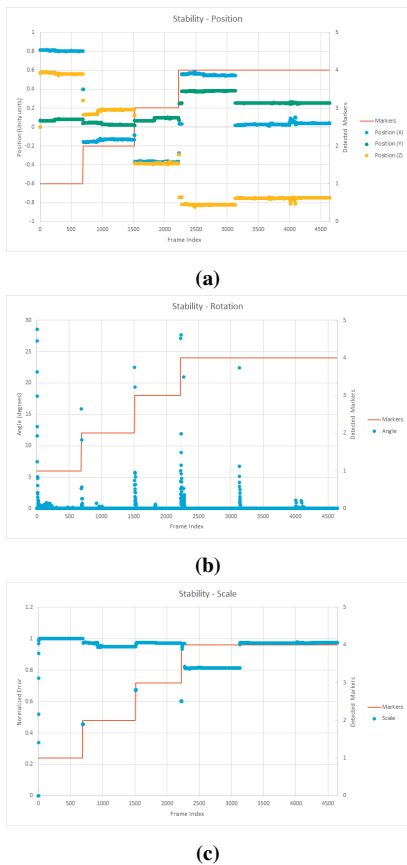 Stability - Position
1
0.8
0.6
0.4
0.2
0
-0.2
-0.4
-0.6
-0.8
-1
Position (Unity units)
5
4
3
2
1
0
Detected Markers
Markers
Position (X)
Position (Y)
Position (Z)
0 500 1000 1500 2000 2500 3000 3500 4000 4500
Frame Index
(a)
Stability - Rotation
30
25
20
15
10
5
0
Angle (degrees)
5
4
3
2
1
0
Detected Markers
Markers
Angle
0 500 1000 1500 2000 2500 3000 3500 4000 4500
Frame Index
(b)
Stability - Scale
1.2
1
0.8
0.6
0.4
0.2
0
Normalised Error
5
4
3
2
1
0
Detected Markers
Markers
Scale
0 500 1000 1500 2000 2500 3000 3500 4000 4500
Frame Index
(c)